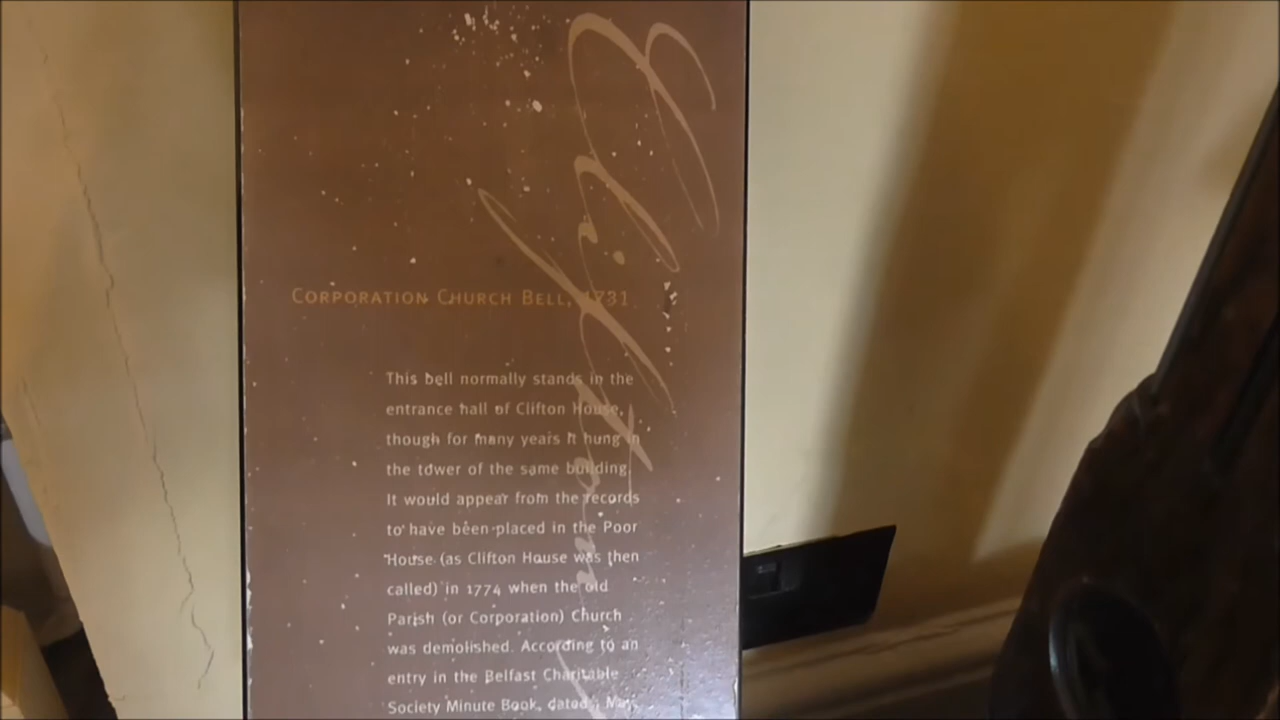 Clifton
CORPORATION CHURCH BELL, 1731
This bell normally stands in the
entrance hall of Clifton House,
though for many years it hung in
the tower of the same building.
It would appear from the records
to have been placed in the Poor
House (as Clifton House was then
called) in 1774 when the old
Parish (or Corporation) Church
was demolished. According to an
entry in the Belfast Charitable
Society Minute Book, dated May,